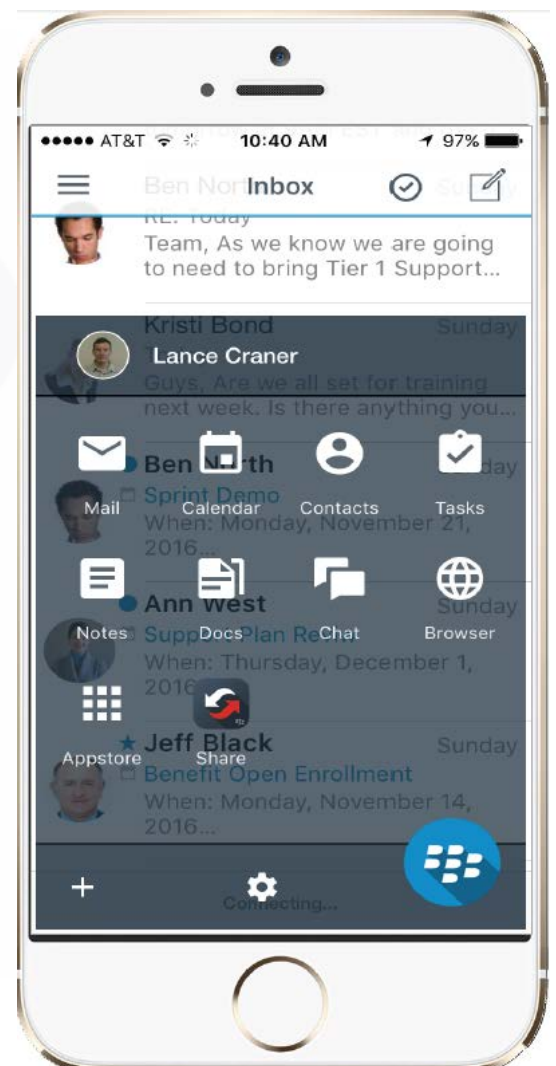 AT&T 10:40 AM 97%
Ben Nor Inbox
RE: Today
Team, As we know we are going
to need to bring Tier 1 Support...
Kristi Bond Sunday
Lance Craner
Guys, Are we all set for training
next week. Is there anything you...
Ben North
Mail Calendar Contacts Tasks
Sprint Demo
When: Monday, November 21,
2016...
Ann West Sunday
Notes Docs Chat Browser
Support Plan
When: Thursday, December 1,
2016
Jeff Black Sunday
Appstore Share
Benefit Open Enrollment
When: Monday, November 14,
2016...
Connecting...